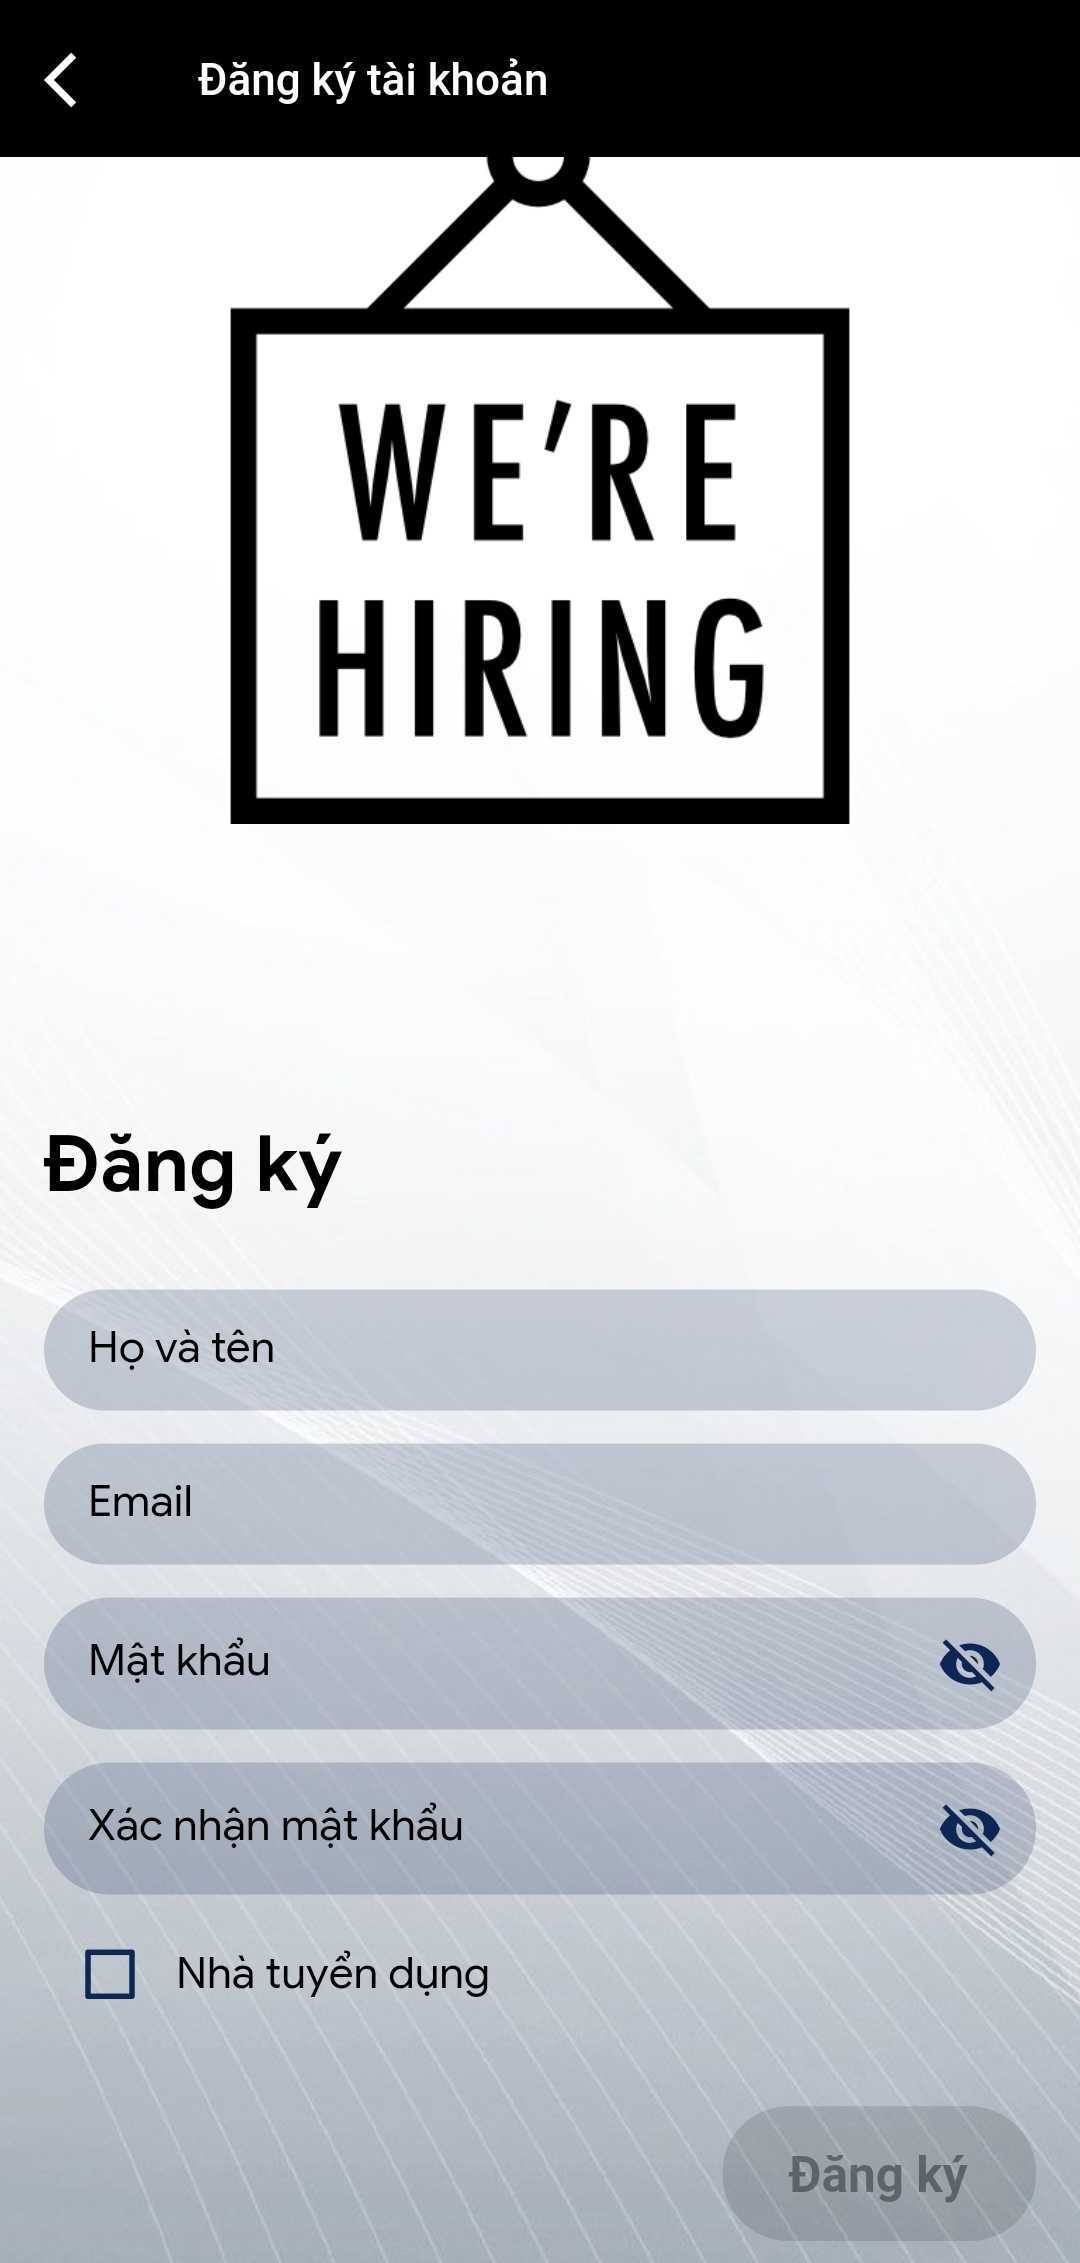 Đăng ký tài khoản
WE'RE
HIRING
Đăng ký
Họ và tên
Email
Mật khẩu
Xác nhận mật khẩu
Nhà tuyển dụng
Đăng ký